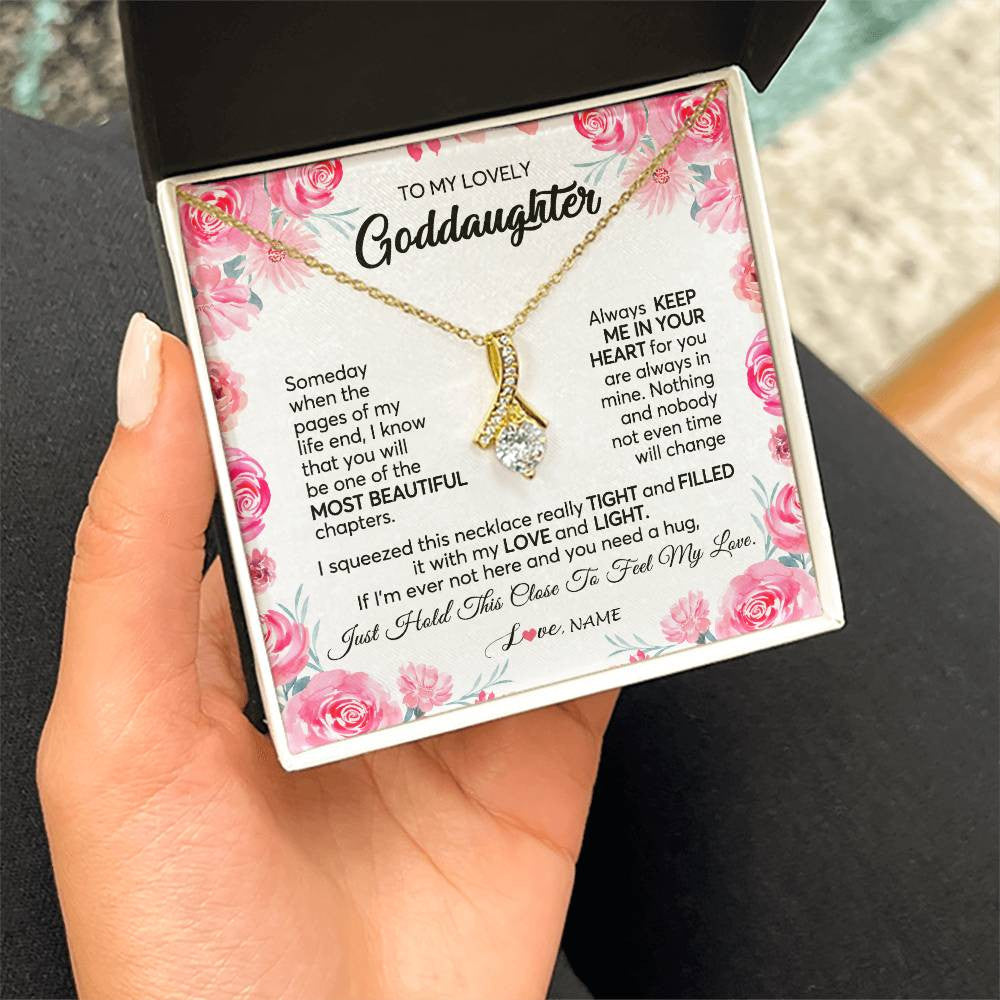 TO MY LOVELY
Goddaughter
Someday
when the
pages of my
life end, I know
that you will
be one of the
MOST BEAUTIFUL
chapters.
Always KEEP
ME IN YOUR
HEART for you
are always in
mine. Nothing
and nobody
not even time
will change
I squeezed this necklace really TIGHT and FILLED
it with my LOVE and LIGHT.
If I'm ever not here and you need a hug,
Just Hold This Close To Feel My Love.
Love, NAME